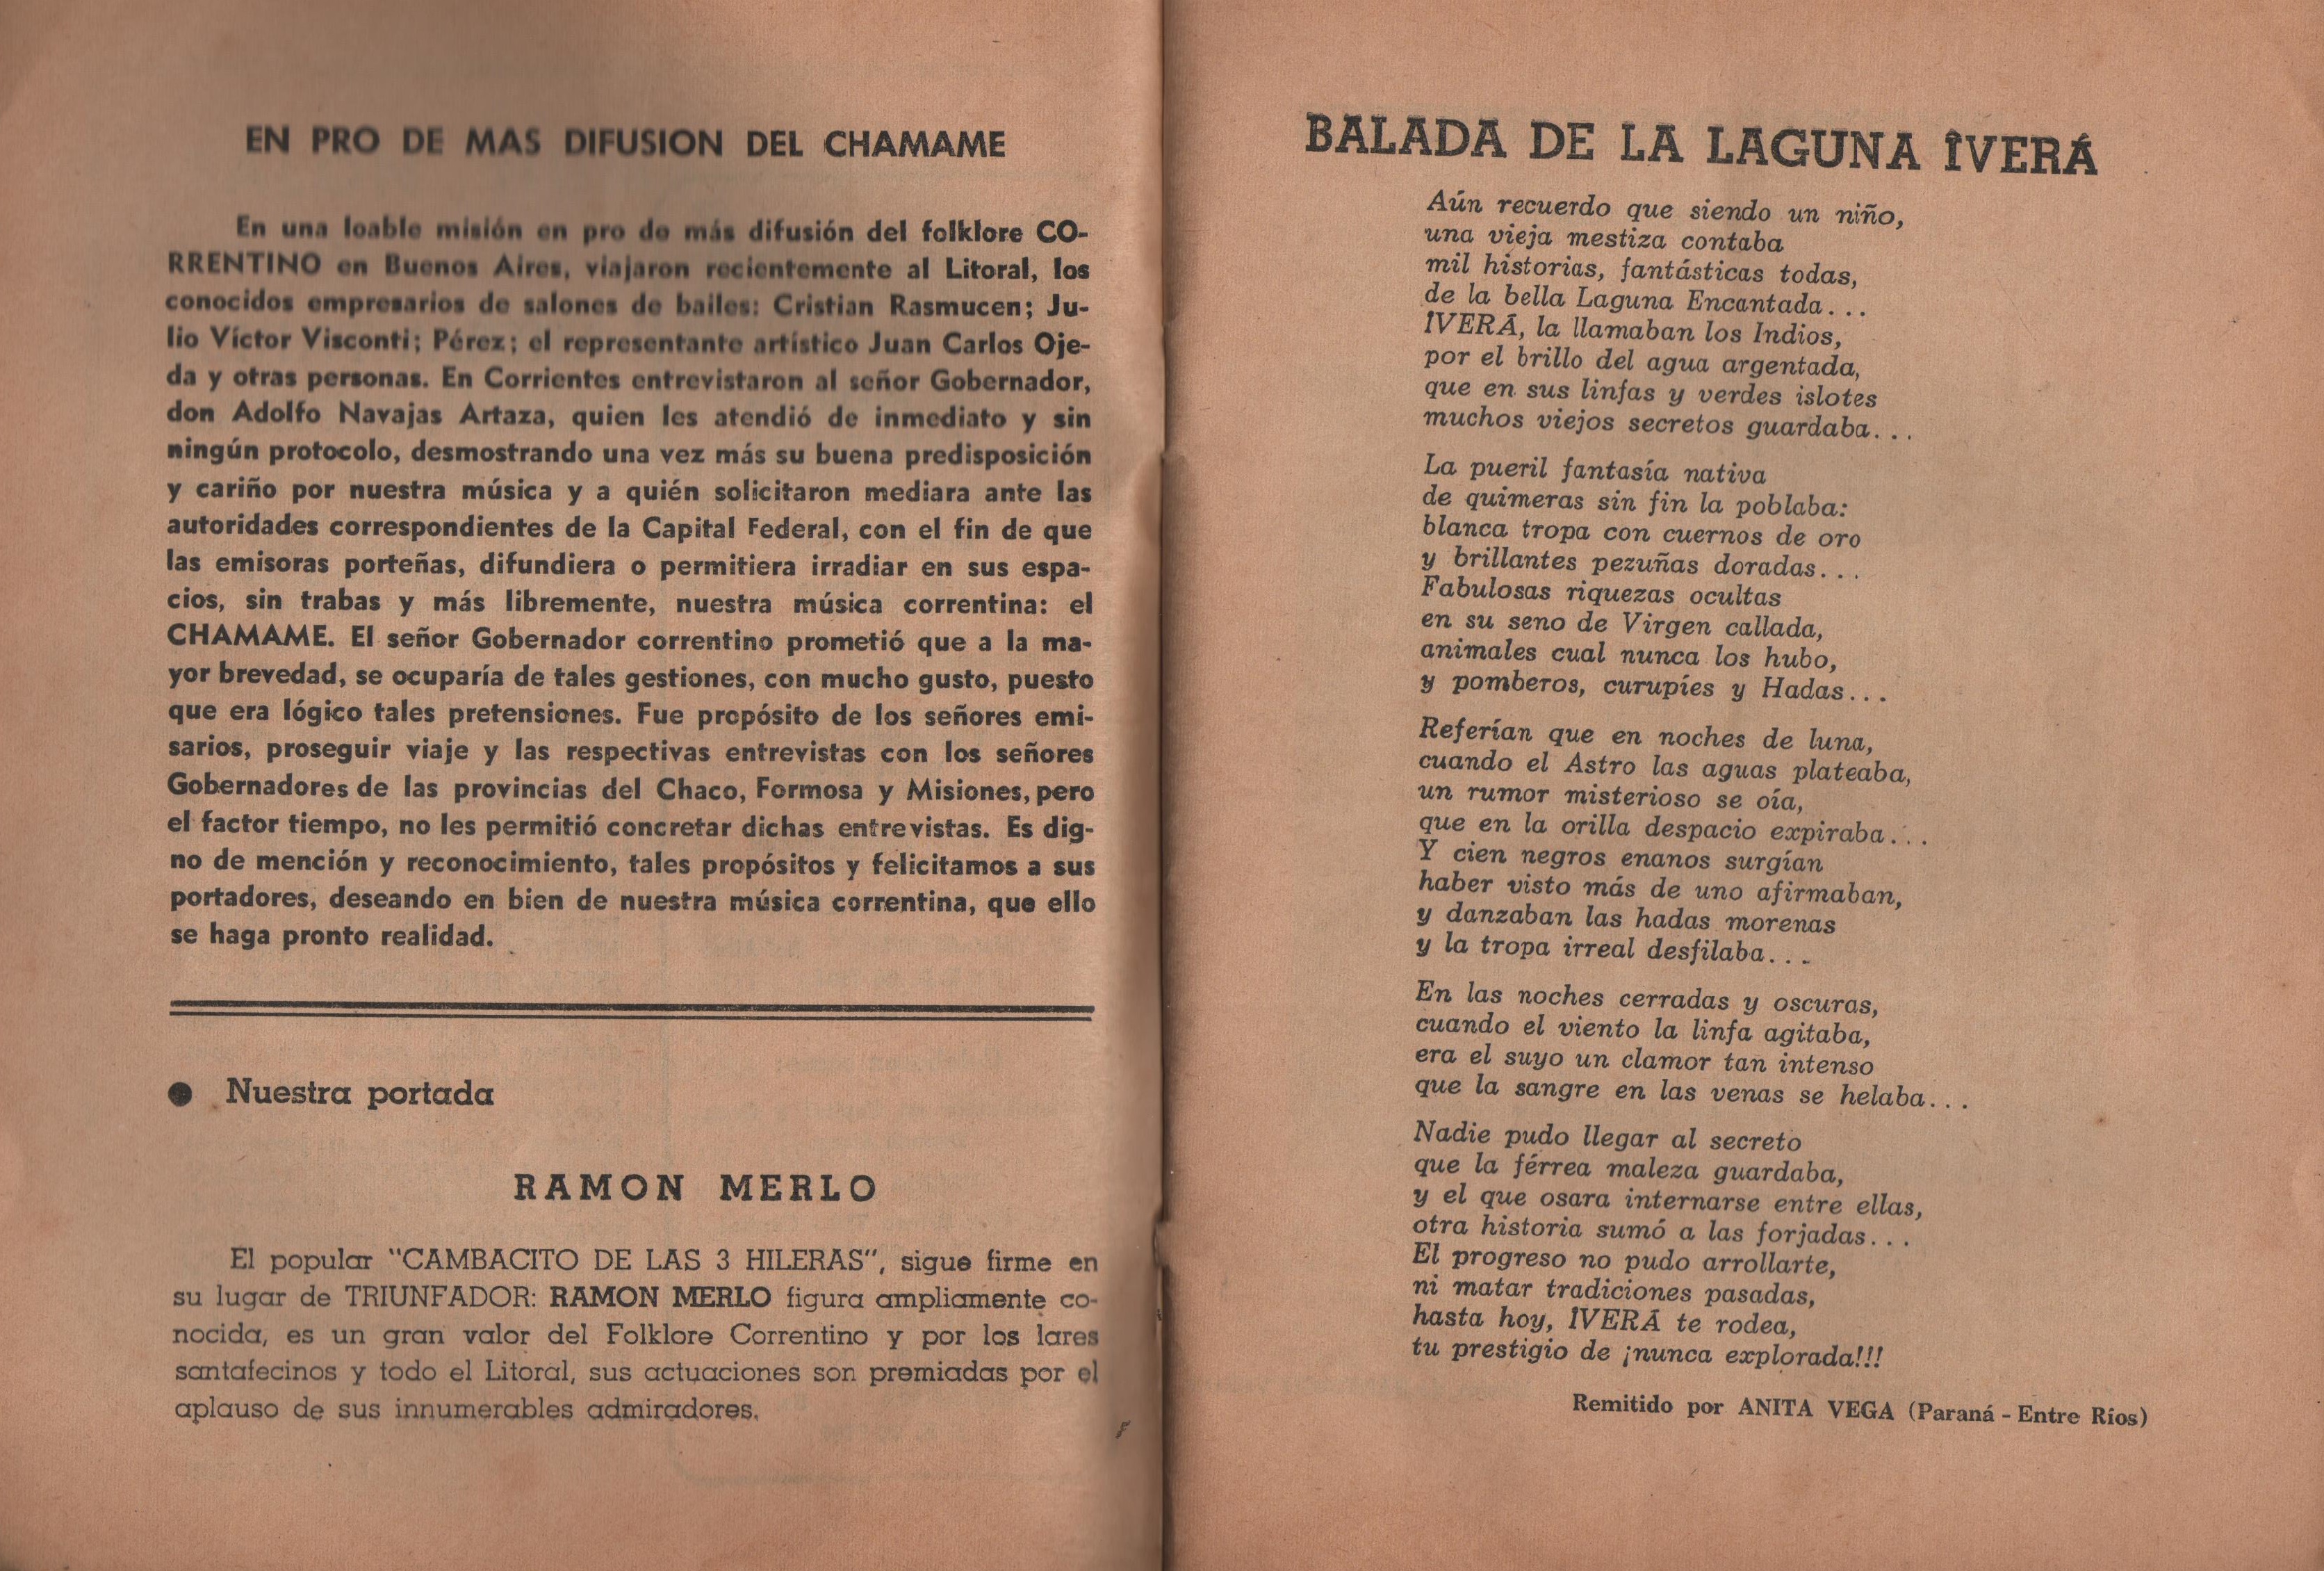 EN PRO DE MAS DIFUSION DEL CHAMAME
En una loable misión en pro de más difusión del folklore CO-
RRENTINO en Buenos Aires, viajaron recientemente al Litoral, los
conocidos empresarios de salones de bailes: Cristian Rasmucen; Ju-
lio Víctor Visconti; Pérez; el representante artístico Juan Carlos Oje-
da y otras personas. En Corrientes entrevistaron al señor Gobernador,
don Adolfo Navajas Artaza, quien les atendió de inmediato y sin
ningún protocolo, desmostrando una vez más su buena predisposición
y cariño por nuestra música y a quién solicitaron mediara ante las
autoridades correspondientes de la Capital Federal, con el fin de que
las emisoras porteñas, difundiera o permitiera irradiar en sus espa-
cios, sin trabas y más libremente, nuestra música correntina: el
CHAMAME. El señor Gobernador correntino prometió que a la ma-
yor brevedad, se ocuparía de tales gestiones, con mucho gusto, puesto
que era lógico tales pretensiones. Fue propósito de los señores emi-
sarios, proseguir viaje y las respectivas entrevistas con los señores
Gobernadores de las provincias del Chaco, Formosa y Misiones, pero
el factor tiempo, no les permitió concretar dichas entrevistas. Es dig-
no de mención y reconocimiento, tales propósitos y felicitamos a sus
portadores, deseando en bien de nuestra música correntina, que ello
se haga pronto realidad.
● Nuestra portada
RAMON MERLO
El popular "CAMBACITO DE LAS 3 HILERAS", sigue firme en
su lugar de TRIUNFADOR: RAMON MERLO figura ampliamente co-
nocida, es un gran valor del Folklore Correntino y por los lares
santafecinos y todo el Litoral, sus actuaciones son premiadas por el
aplauso de sus innumerables admiradores.
BALADA DE LA LAGUNA ÎVERÁ
Aún recuerdo que siendo un niño,
una vieja mestiza contaba
mil historias, fantásticas todas,
de la bella Laguna Encantada...
ÎVERÁ, la llamaban los Indios,
por el brillo del agua argentada,
que en sus linfas y verdes islotes
muchos viejos secretos guardaba...
La pueril fantasía nativa
de quimeras sin fin la poblaba:
blanca tropa con cuernos de oro
y brillantes pezuñas doradas...
Fabulosas riquezas ocultas
en su seno de Virgen callada,
animales cual nunca los hubo,
y pomberos, curupíes y Hadas...
Referían que en noches de luna,
cuando el Astro las aguas plateaba,
un rumor misterioso se oía,
que en la orilla despacio expiraba...
Y cien negros enanos surgían
haber visto más de uno afirmaban,
y danzaban las hadas morenas
y la tropa irreal desfilaba...
En las noches cerradas y oscuras,
cuando el viento la linfa agitaba,
era el suyo un clamor tan intenso
que la sangre en las venas se helaba...
Nadie pudo llegar al secreto
que la férrea maleza guardaba,
y el que osara internarse entre ellas,
otra historia sumó a las forjadas...
El progreso no pudo arrollarte,
ni matar tradiciones pasadas,
hasta hoy, ÎVERÁ te rodea,
tu prestigio de ¡nunca explorada!!!
Remitido por ANITA VEGA (Paraná - Entre Ríos)